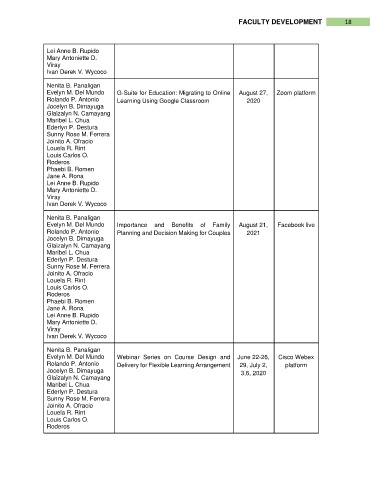 FACULTY DEVELOPMENT 18
Lei Anne B. Rupido
Mary Antoniette D.
Viray
Ivan Derek V. Wycoco
Nenita B. Panaligan
Evelyn M. Del Mundo
Rolando P. Antonio
Jocelyn B. Dimayuga
Glaizalyn N. Camayang
Maribel L. Chua
Ederlyn P. Destura
Sunny Rose M. Ferrera
Joinito A. Ofracio
Louela R. Rint
Louis Carlos O.
Roderos
Phaebi B. Romen
Jane A. Rona
Lei Anne B. Rupido
Mary Antoniette D.
Viray
Ivan Derek V. Wycoco
G-Suite for Education: Migrating to Online
Learning Using Google Classroom
August 27,
2020
Zoom platform
Nenita B. Panaligan
Evelyn M. Del Mundo
Rolando P. Antonio
Jocelyn B. Dimayuga
Glaizalyn N. Camayang
Maribel L. Chua
Ederlyn P. Destura
Sunny Rose M. Ferrera
Joinito A. Ofracio
Louela R. Rint
Louis Carlos O.
Roderos
Phaebi B. Romen
Jane A. Rona
Lei Anne B. Rupido
Mary Antoniette D.
Viray
Ivan Derek V. Wycoco
Importance and Benefits of Family
Planning and Decision Making for Couples
August 21,
2021
Facebook live
Nenita B. Panaligan
Evelyn M. Del Mundo
Rolando P. Antonio
Jocelyn B. Dimayuga
Glaizalyn N. Camayang
Maribel L. Chua
Ederlyn P. Destura
Sunny Rose M. Ferrera
Joinito A. Ofracio
Louela R. Rint
Louis Carlos O.
Roderos
Webinar Series on Course Design and
Delivery for Flexible Learning Arrangement
June 22-26,
29, July 2,
3,6, 2020
Cisco Webex
platform